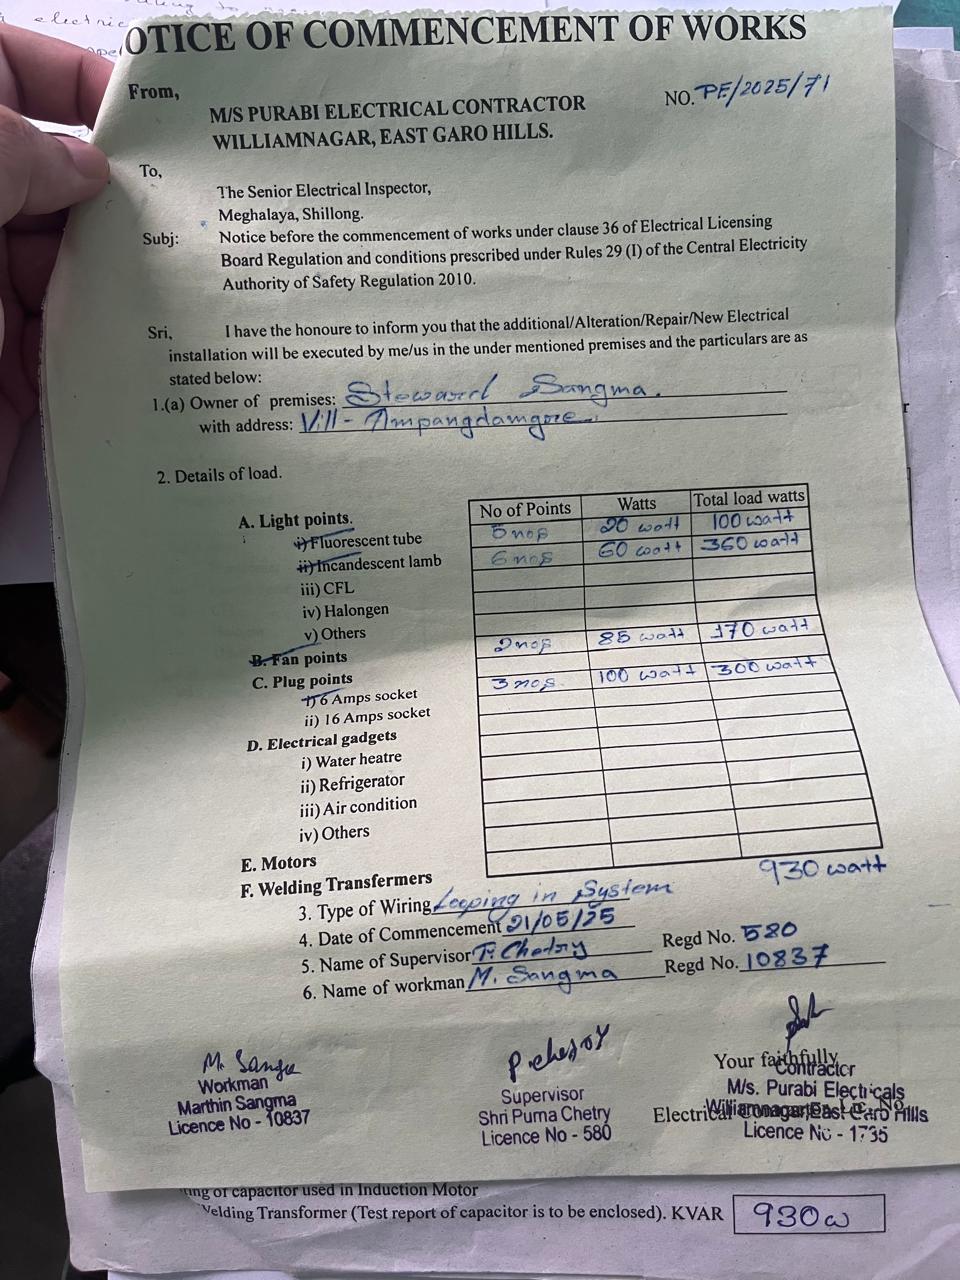 electric
OTICE OF COMMENCEMENT OF WORKS
From,
NO. PE/2025/71
M/S PURABI ELECTRICAL CONTRACTOR
WILLIAMNAGAR, EAST GARO HILLS.
To,
The Senior Electrical Inspector,
Meghalaya, Shillong.
Subj: Notice before the commencement of works under clause 36 of Electrical Licensing
Board Regulation and conditions prescribed under Rules 29 (I) of the Central Electricity
Authority of Safety Regulation 2010.
Sri, I have the honoure to inform you that the additional/Alteration/Repair/New Electrical
installation will be executed by me/us in the under mentioned premises and the particulars are as
stated below:
1.(a) Owner of premises: Steward Sangma.
with address: Vill - Ampangdamgore
2. Details of load.
No of Points Watts Total load watts
A. Light points.
i) Fluorescent tube 5 nos 20 watt 100 watt
ii) Incandescent lamb 6 nos 60 watt 360 watt
iii) CFL
iv) Halongen
v) Others
B. Fan points 2 nos 85 watt 170 watt
C. Plug points
i) 6 Amps socket 3 nos. 100 watt 300 watt
ii) 16 Amps socket
D. Electrical gadgets
i) Water heatre
ii) Refrigerator
iii) Air condition
iv) Others
E. Motors
F. Welding Transfermers
930 watt
3. Type of Wiring Looping in System
4. Date of Commencement 21/05/25
5. Name of Supervisor P. Chetry Regd No. 580
6. Name of workman M. Sangma Regd No. 10837
M. Sangma
Workman
Marthin Sangma
Licence No - 10837
Supervisor
Shri Purna Chetry
Licence No - 580
Your faithfully
Contractor
M/s. Purabi Electricals
Electrical
Williamnagar, East Garo Hills
Licence No - 1735
ing of capacitor used in Induction Motor
Welding Transformer (Test report of capacitor is to be enclosed). KVAR 930 w